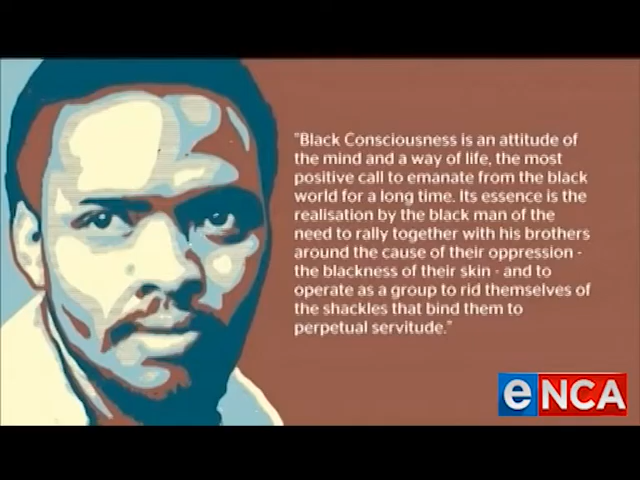 "Black Consciousness is an attitude of
the mind and a way of life, the most
positive call to emanate from the black
world for a long time. Its essence is the
realisation by the black man of the
need to rally together with his brothers
around the cause of their oppression -
the blackness of their skin - and to
operate as a group to rid themselves of
the shackles that bind them to
perpetual servitude."
eNCA